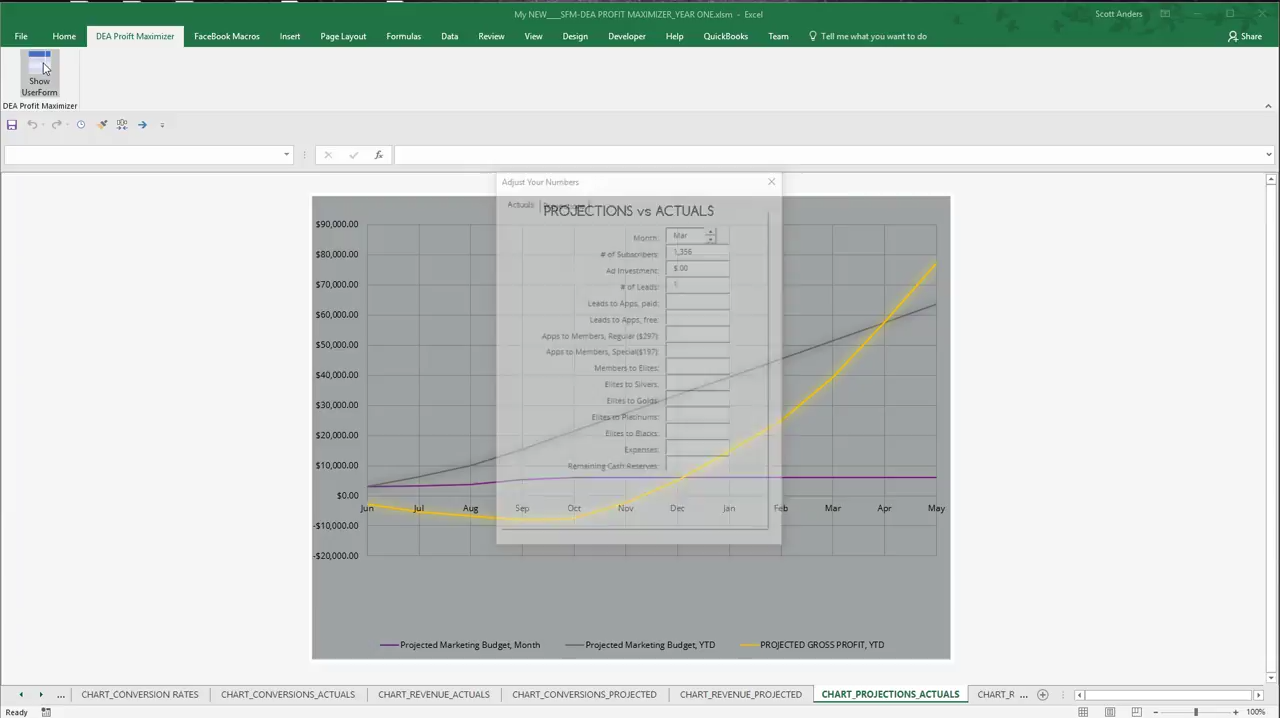 My NEW____SFM-DEA PROFIT MAXIMIZER_YEAR ONE.xlsm - Excel
Scott Anders
File Home DEA Proift Maximizer FaceBook Macros Insert Page Layout Formulas Data Review View Design Developer Help QuickBooks Team Tell me what you want to do Share
Show
UserForm
DEA Profit Maximizer
fx
Adjust Your Numbers
Actuals
PROJECTIONS vs ACTUALS
Month: Mar
# of Subscribers: 1,356
Ad Investment: $.00
# of Leads: 1
Leads to Apps, paid:
Leads to Apps, free:
Apps to Members, Regular ($297):
Apps to Members, Special($197):
Members to Elites:
Elites to Silvers:
Elites to Golds:
Elites to Platinums:
Elites to Blacks:
Expenses:
Remaining Cash Reserves:
$90,000.00
$80,000.00
$70,000.00
$60,000.00
$50,000.00
$40,000.00
$30,000.00
$20,000.00
$10,000.00
$0.00
-$10,000.00
-$20,000.00
Jun Jul Aug Sep Oct Nov Dec Jan Feb Mar Apr May
Projected Marketing Budget, Month Projected Marketing Budget, YTD PROJECTED GROSS PROFIT, YTD
... CHART_CONVERSION RATES CHART_CONVERSIONS_ACTUALS CHART_REVENUE_ACTUALS CHART_CONVERSIONS_PROJECTED CHART_REVENUE_PROJECTED CHART_PROJECTIONS_ACTUALS CHART_R ...
Ready
100%